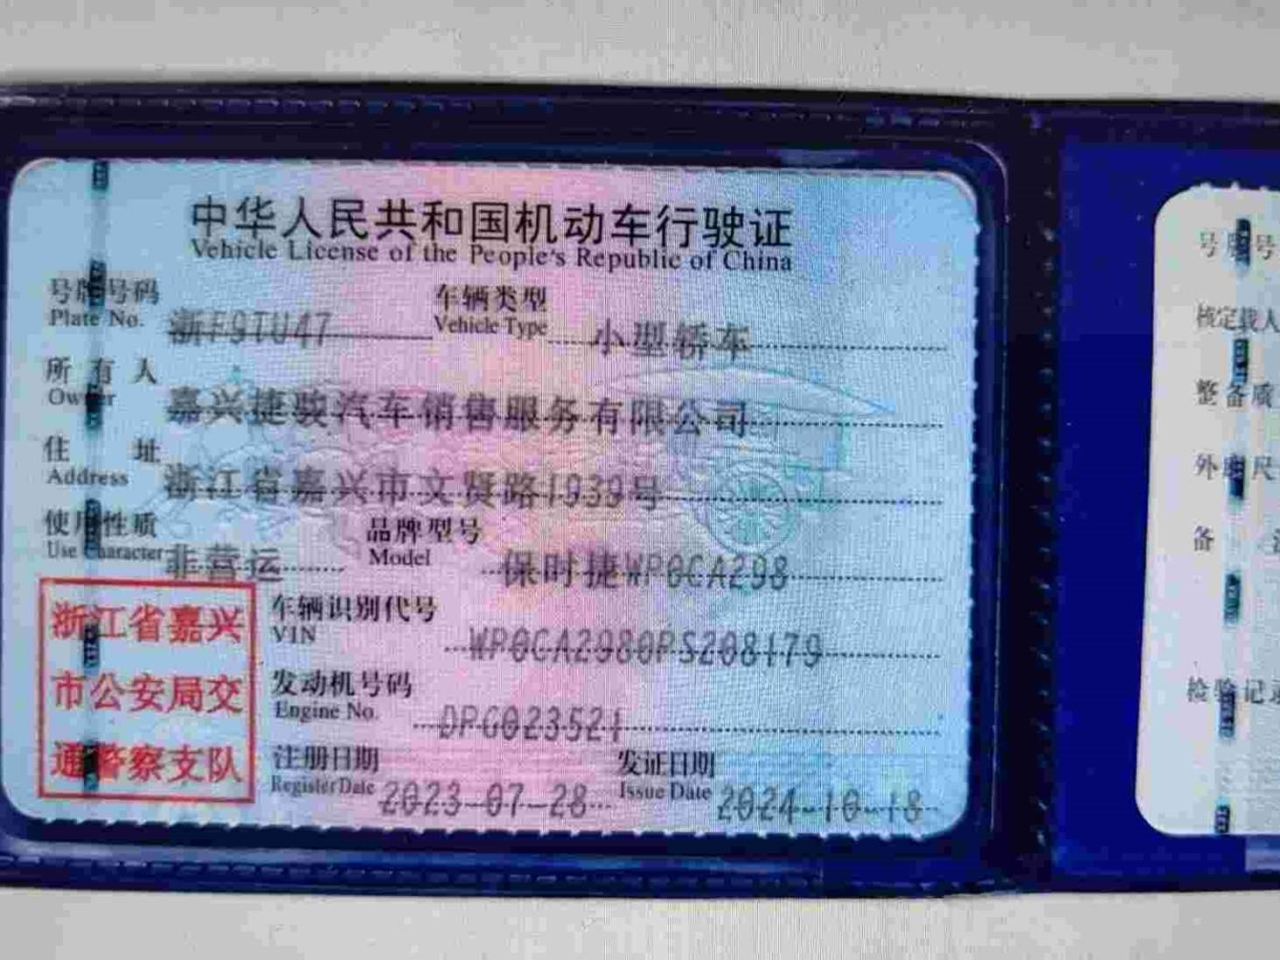 中华人民共和国机动车行驶证
Vehicle License of the People's Republic of China
号牌号码
Plate No.
浙F9TU47
车辆类型
Vehicle Type
小型轿车
所有人
Owner
嘉兴捷骏汽车销售服务有限公司
住址
Address
浙江省嘉兴市文贤路1939号
使用性质
Use Character
非营运
品牌型号
Model
保时捷WP0CA298
浙江省嘉兴
市公安局交
通警察支队
车辆识别代号
VIN
WP0CA2980PS208179
发动机号码
Engine No.
DPG023521
注册日期
Register Date
2023-07-28
发证日期
Issue Date
2024-10-18
号牌号
核定载人
整备质
外廓尺
备
检验记